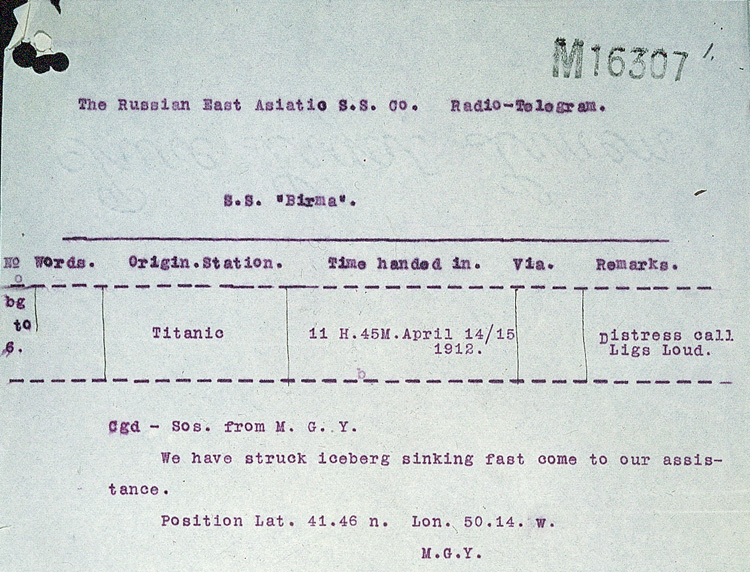 M16307
The Russian East Asiatic S.S. Co. Radio-Telegram.
S.S. "Birma".
No Words. Origin.Station. Time handed in. Via. Remarks.
bg
to
6.
Titanic
11 H.45M.April 14/15
1912.
Distress call
Ligs Loud.
Cgd - Sos. from M. G. Y.
We have struck iceberg sinking fast come to our assis-
tance.
Position Lat. 41.46 n. Lon. 50.14. w.
M.G.Y.